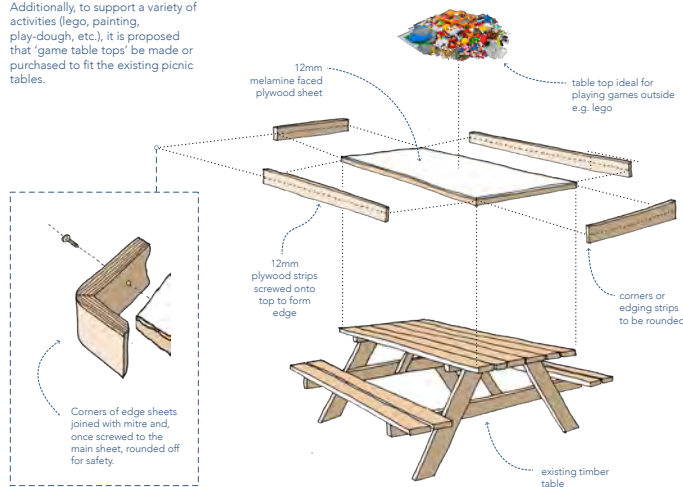 Additionally, to support a variety of
activities (lego, painting,
play-dough, etc.), it is proposed
that 'game table tops' be made or
purchased to fit the existing picnic
tables.
12mm
melamine faced
plywood sheet
table top ideal for
playing games outside
e.g. lego
12mm
plywood strips
screwed onto
top to form
edge
corners or
edging strips
to be rounded
Corners of edge sheets
joined with mitre and,
once screwed to the
main sheet, rounded off
for safety.
existing timber
table